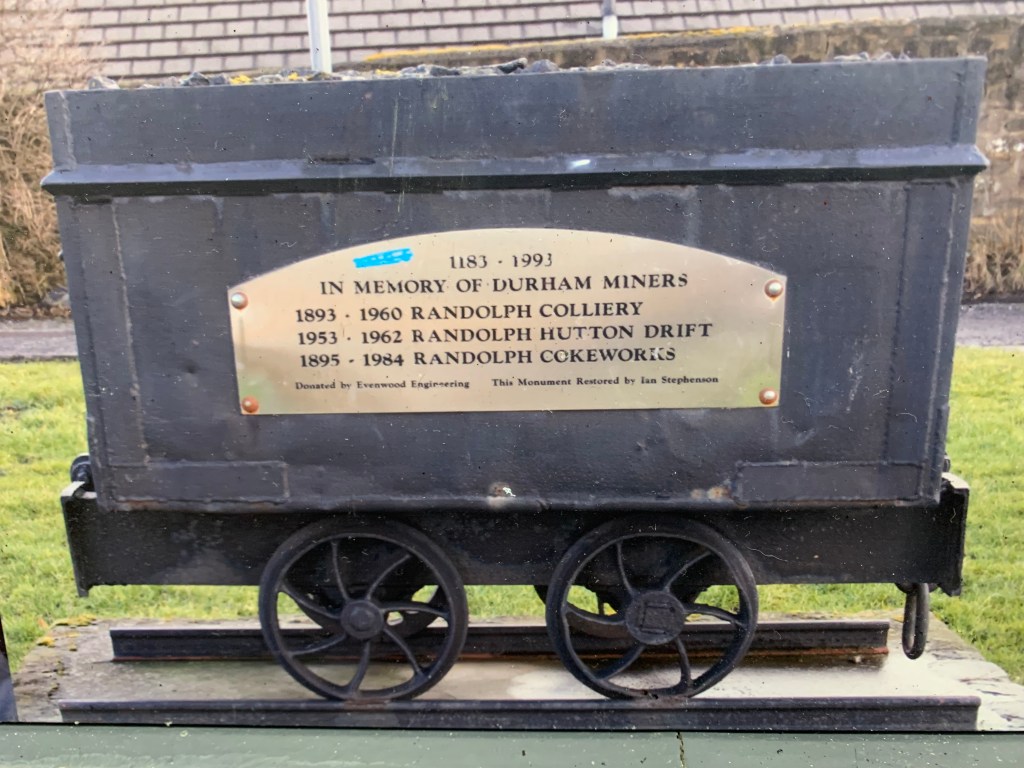 1183 · 1993
IN MEMORY OF DURHAM MINERS
1893 · 1960 RANDOLPH COLLIERY
1953 · 1962 RANDOLPH HUTTON DRIFT
1895 · 1984 RANDOLPH COKEWORKS
Donated by Evenwood Engineering This Monument Restored by Ian Stephenson